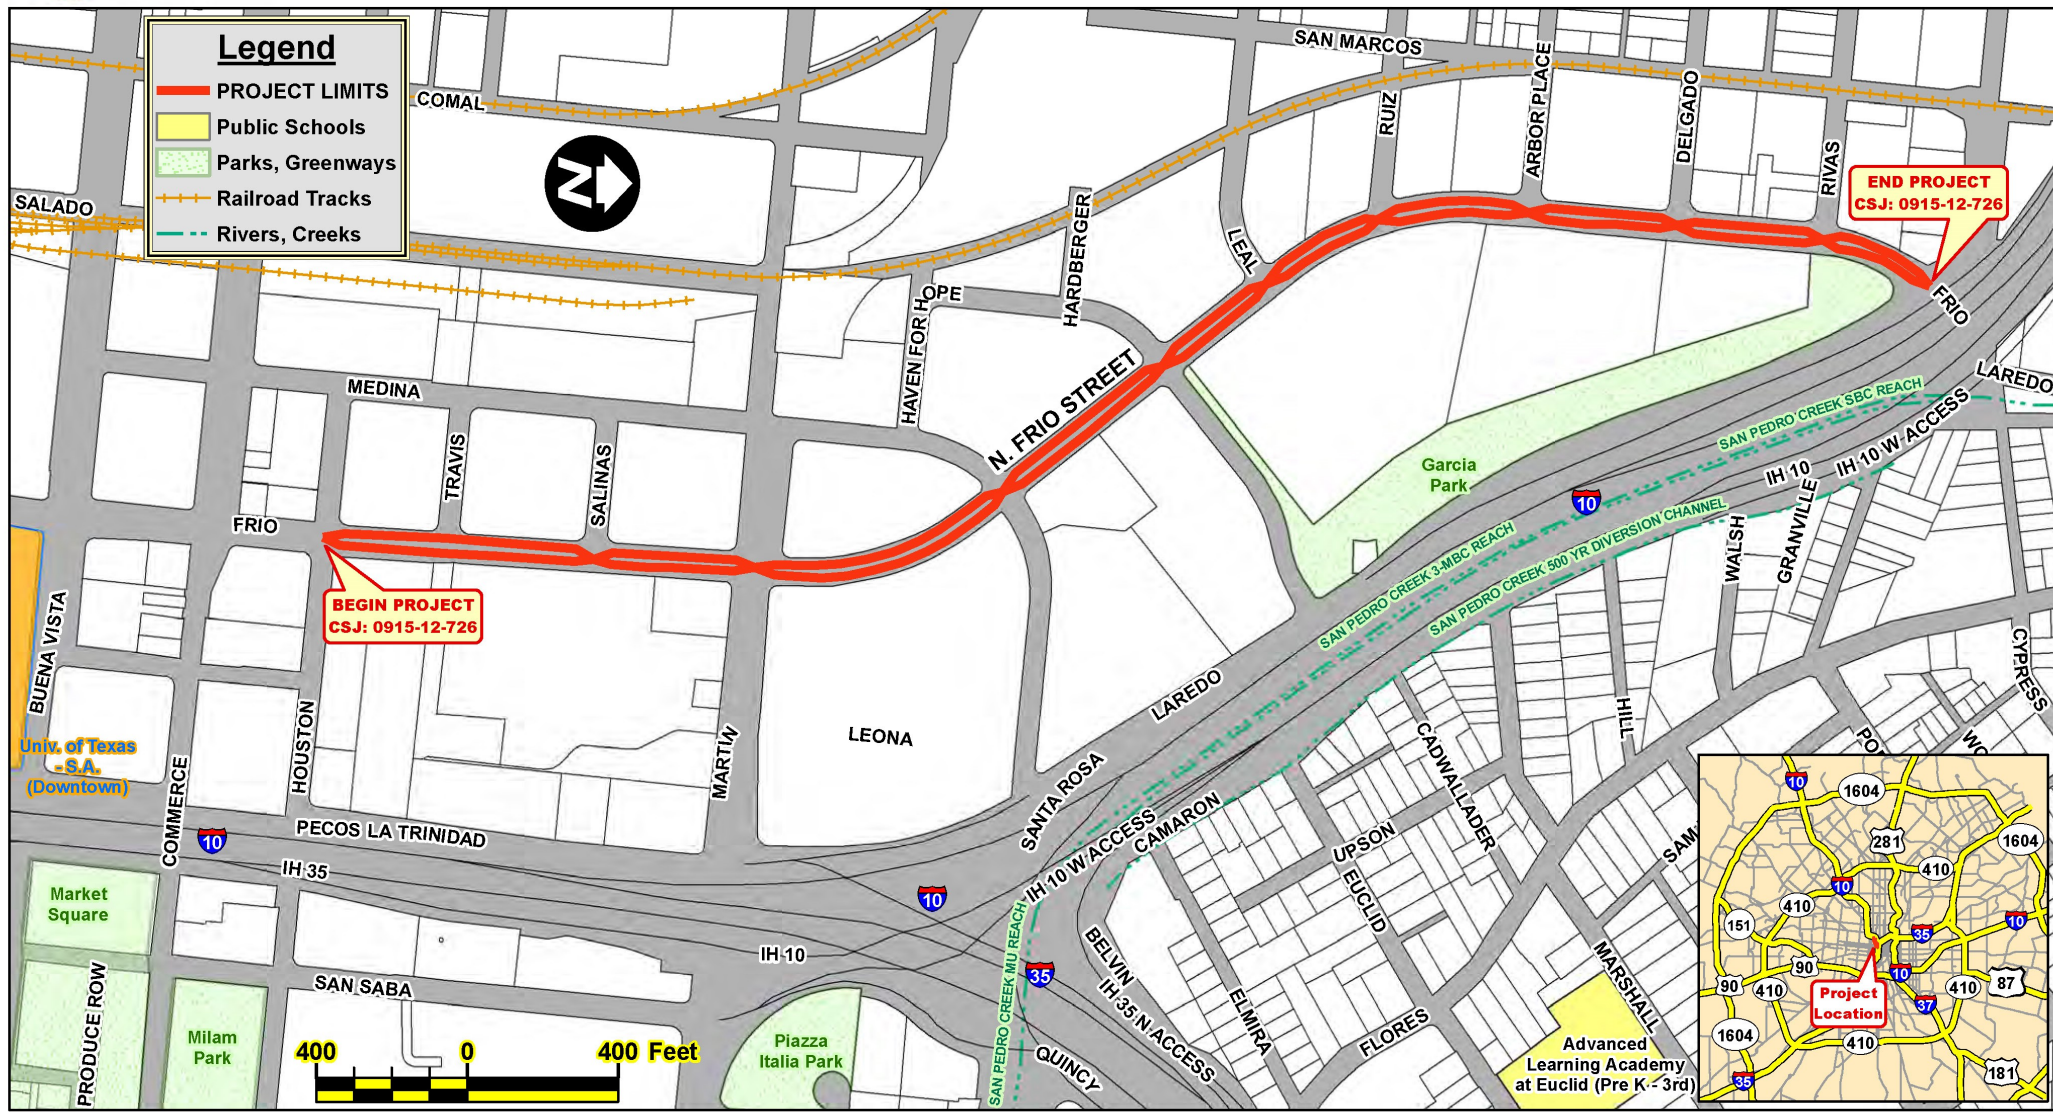 Legend
PROJECT LIMITS
Public Schools
Parks, Greenways
Railroad Tracks
Rivers, Creeks
COMAL
N
SALADO
SAN MARCOS
RUIZ
ARBOR PLACE
DELGADO
RIVAS
END PROJECT
CSJ: 0915-12-726
FRIO
LEAL
HARDBERGER
HAVEN FOR HOPE
MEDINA
TRAVIS
SALINAS
N. FRIO STREET
FRIO
BEGIN PROJECT
CSJ: 0915-12-726
Garcia
Park
SAN PEDRO CREEK SBC REACH
LAREDO
IH 10 W ACCESS
IH 10
10
SAN PEDRO CREEK 3-MBC REACH
SAN PEDRO CREEK 500 YR DIVERSION CHANNEL
WALSH
GRANVILLE
CYPRESS
HILL
BUENA VISTA
Univ. of Texas
- S.A.
(Downtown)
COMMERCE
HOUSTON
MARTIN
LEONA
LAREDO
SANTA ROSA
IH 10 W ACCESS
CAMARON
CADWALLADER
UPSON
EUCLID
PECOS LA TRINIDAD
10
IH 35
10
IH 10
35
SAN PEDRO CREEK MU REACH
BELVIN
IH 35 N ACCESS
ELMIRA
FLORES
MARSHALL
QUINCY
Market
Square
PRODUCE ROW
Milam
Park
SAN SABA
Piazza
Italia Park
400 0 400 Feet
Advanced
Learning Academy
at Euclid (Pre K - 3rd)
10
1604
281
1604
410
10
410
151
35
10
90
10
90
410
410
87
37
Project
Location
1604
410
35
181